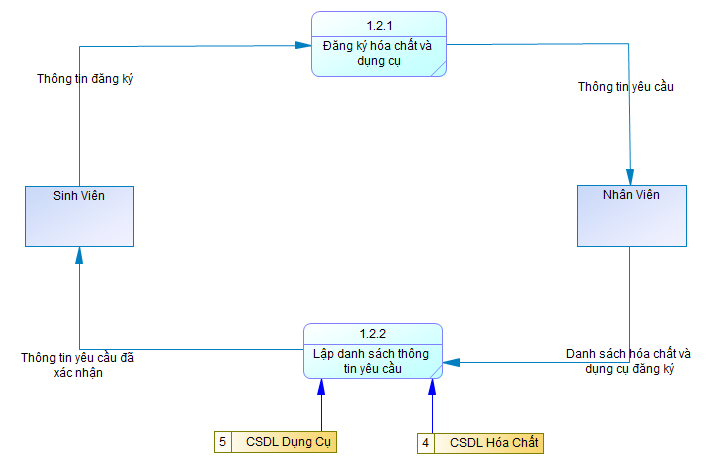 1.2.1
Đăng ký hóa chất và
dụng cụ
Thông tin đăng ký
Thông tin yêu cầu
Sinh Viên
Nhân Viên
1.2.2
Lập danh sách thông
tin yêu cầu
Thông tin yêu cầu đã
xác nhận
Danh sách hóa chất và
dụng cụ đăng ký
5 CSDL Dụng Cụ
4 CSDL Hóa Chất